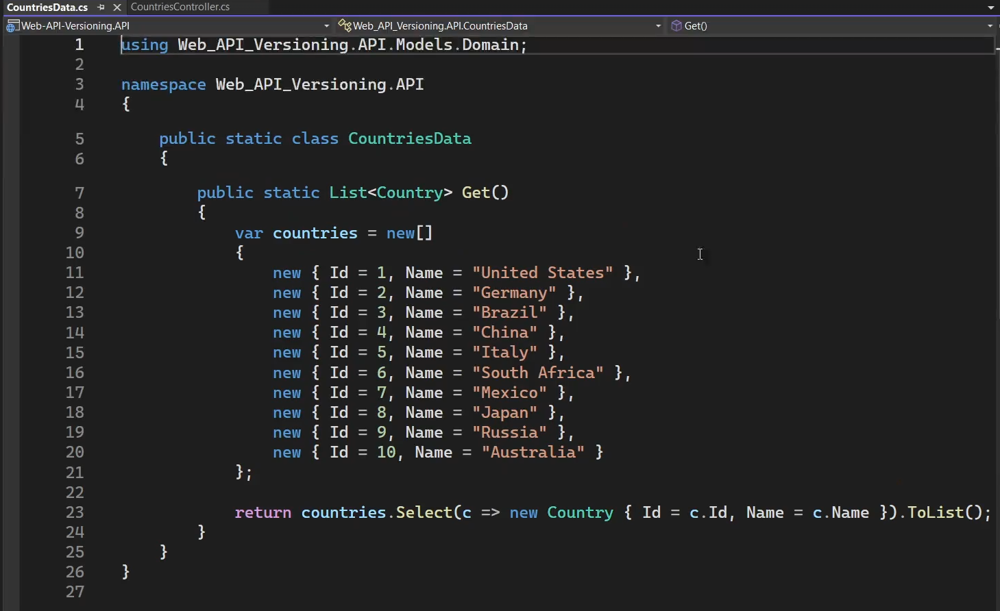 CountriesData.cs
CountriesController.cs
Web-API-Versioning.API
Web_API_Versioning.API.CountriesData
Get()
1 using Web_API_Versioning.API.Models.Domain;
2
3 namespace Web_API_Versioning.API
4 {
5 public static class CountriesData
6 {
7 public static List<Country> Get()
8 {
9 var countries = new[]
10 {
11 new { Id = 1, Name = "United States" },
12 new { Id = 2, Name = "Germany" },
13 new { Id = 3, Name = "Brazil" },
14 new { Id = 4, Name = "China" },
15 new { Id = 5, Name = "Italy" },
16 new { Id = 6, Name = "South Africa" },
17 new { Id = 7, Name = "Mexico" },
18 new { Id = 8, Name = "Japan" },
19 new { Id = 9, Name = "Russia" },
20 new { Id = 10, Name = "Australia" }
21 };
22
23 return countries.Select(c => new Country { Id = c.Id, Name = c.Name }).ToList();
24 }
25 }
26 }
27